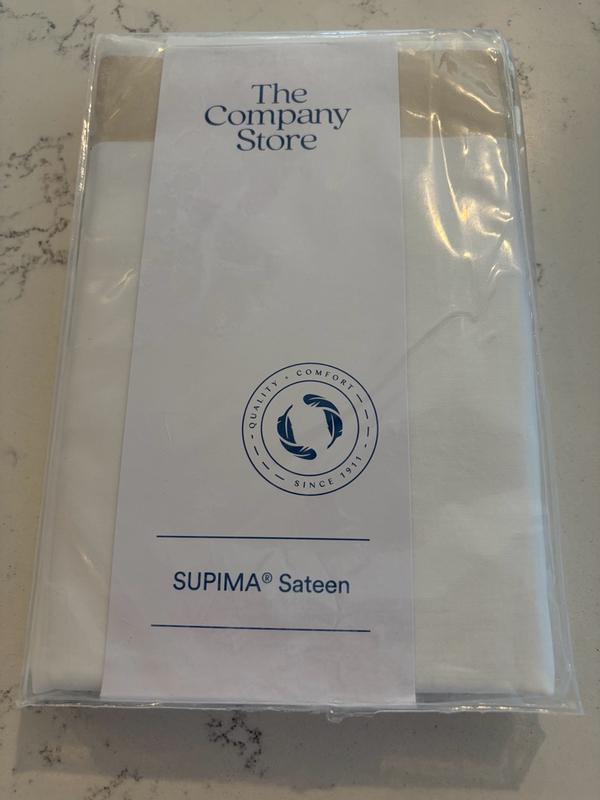 The
Company
Store
QUALITY • COMFORT
SINCE 1911
SUPIMA® Sateen